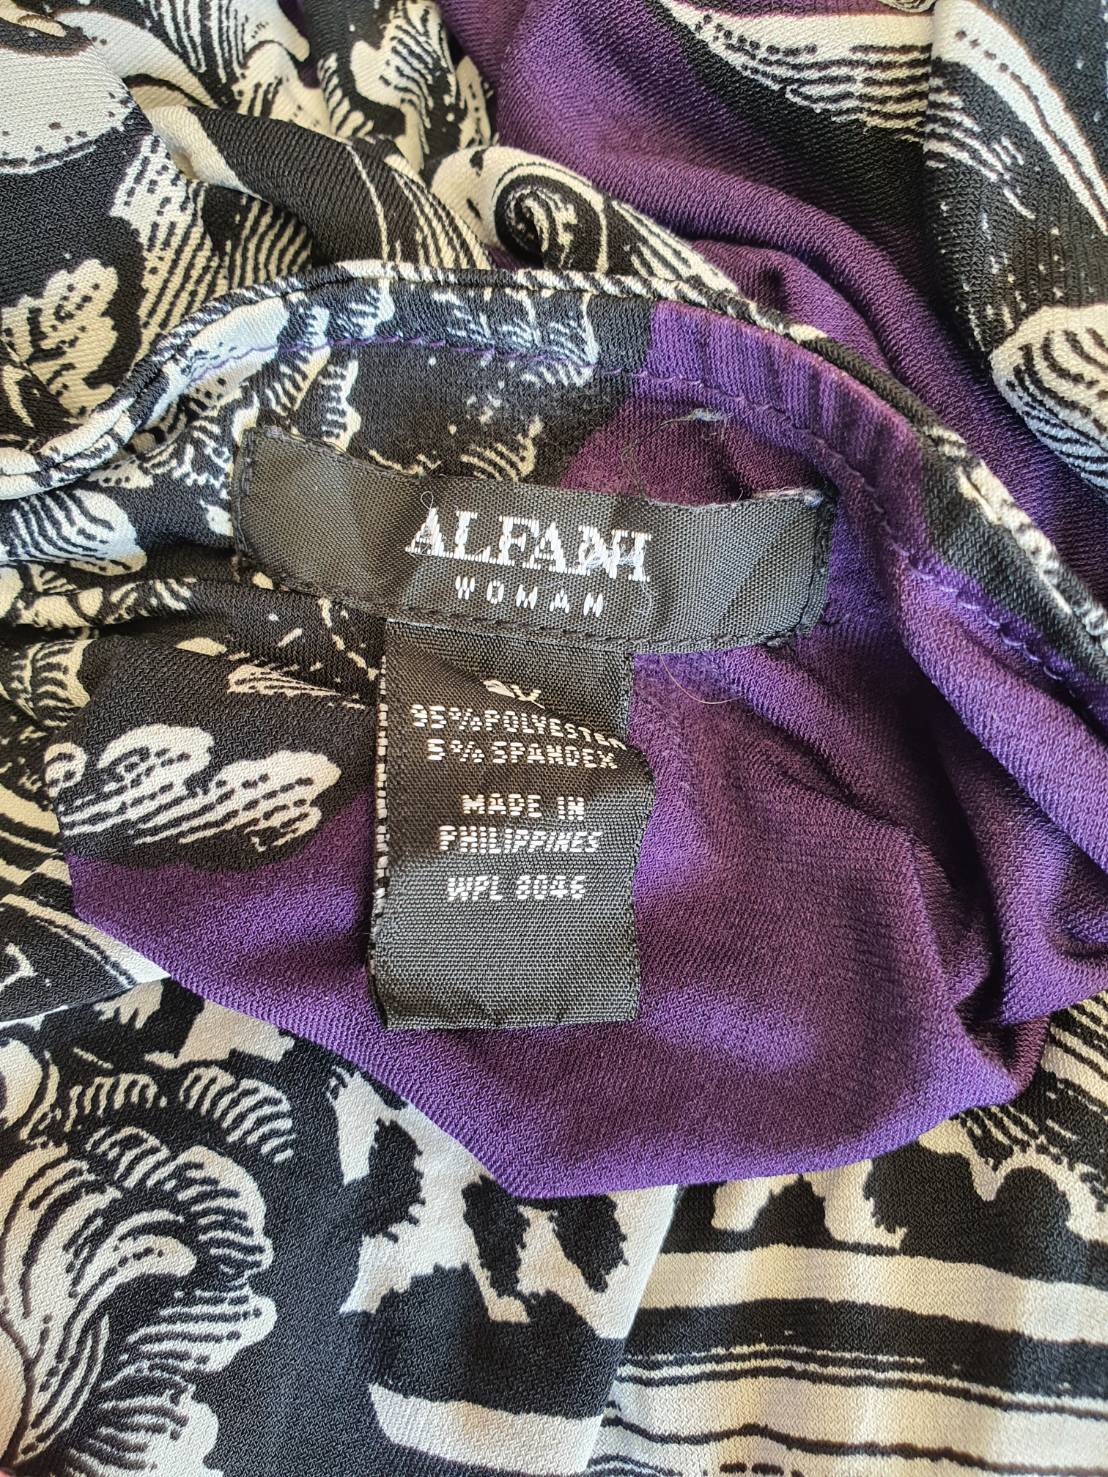 ALFANI
WOMAN
95% POLYESTER
5% SPANDEX
MADE IN
PHILIPPINES
WPL 8046